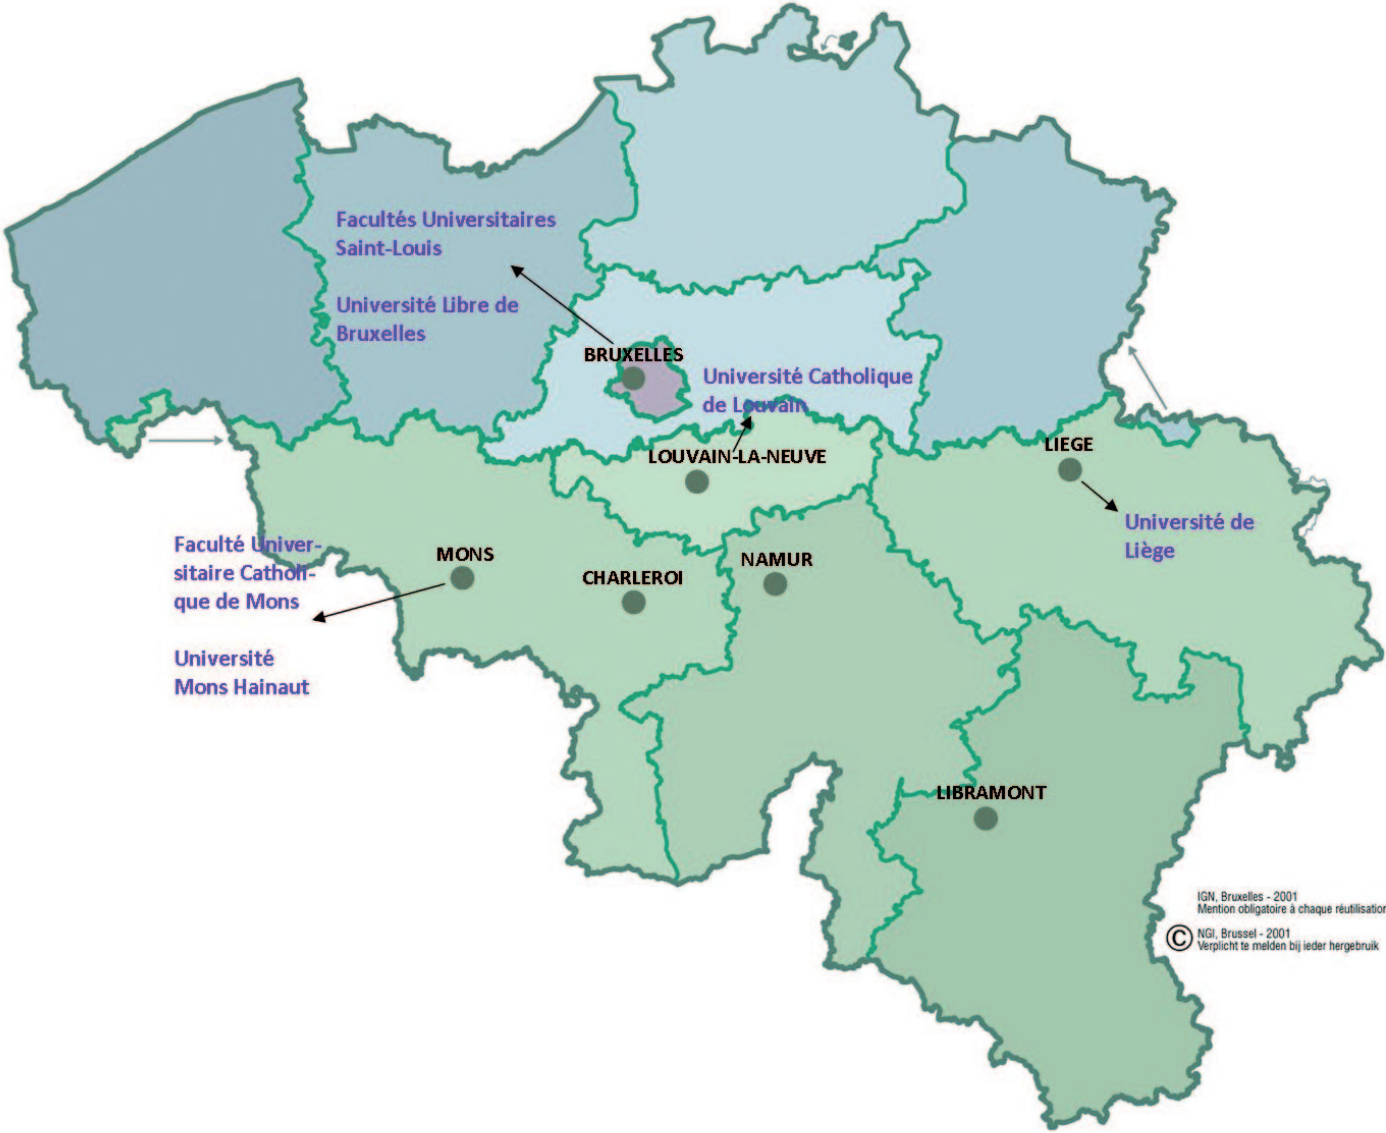 Facultés Universitaires
Saint-Louis
Université Libre de
Bruxelles
BRUXELLES
Université Catholique
de Louvain
LOUVAIN-LA-NEUVE
LIEGE
Université de
Liège
Faculté Univer-
sitaire Catholi-
que de Mons
Université
Mons Hainaut
MONS
CHARLEROI
NAMUR
LIBRAMONT
IGN, Bruxelles - 2001
Mention obligatoire à chaque réutilisation
© NGI, Brussel - 2001
Verplicht te melden bij ieder hergebruik